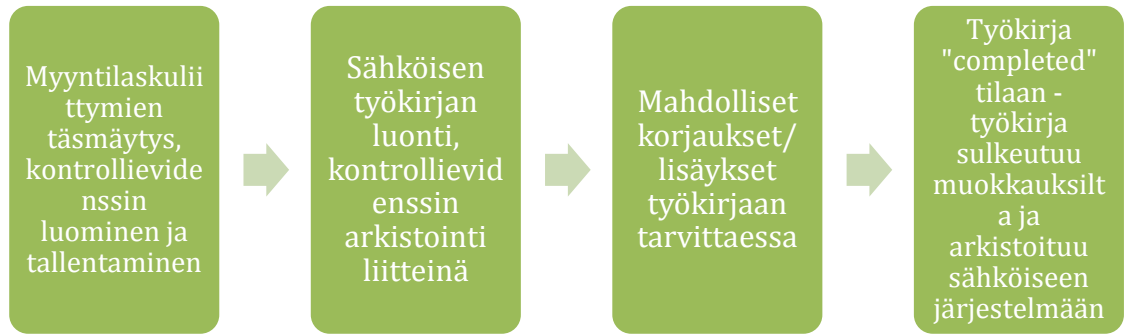 Myyntilaskulii
ttymien
täsmäytys,
kontrollievide
nssin
luominen ja
tallentaminen
Sähköisen
työkirjan
luonti,
kontrollievid
enssin
arkistointi
liitteinä
Mahdolliset
korjaukset/
lisäykset
työkirjaan
tarvittaessa
Työkirja
"completed"
tilaan -
työkirja
sulkeutuu
muokkauksilt
a ja
arkistoituu
sähköiseen
järjestelmään